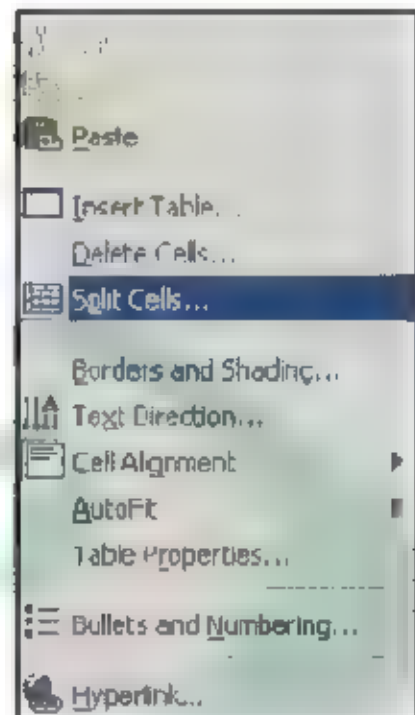 Paste
Insert Table...
Delete Cells...
Split Cells...
Borders and Shading...
Text Direction...
Cell Alignment
AutoFit
Table Properties...
Bullets and Numbering...
Hyperlink...